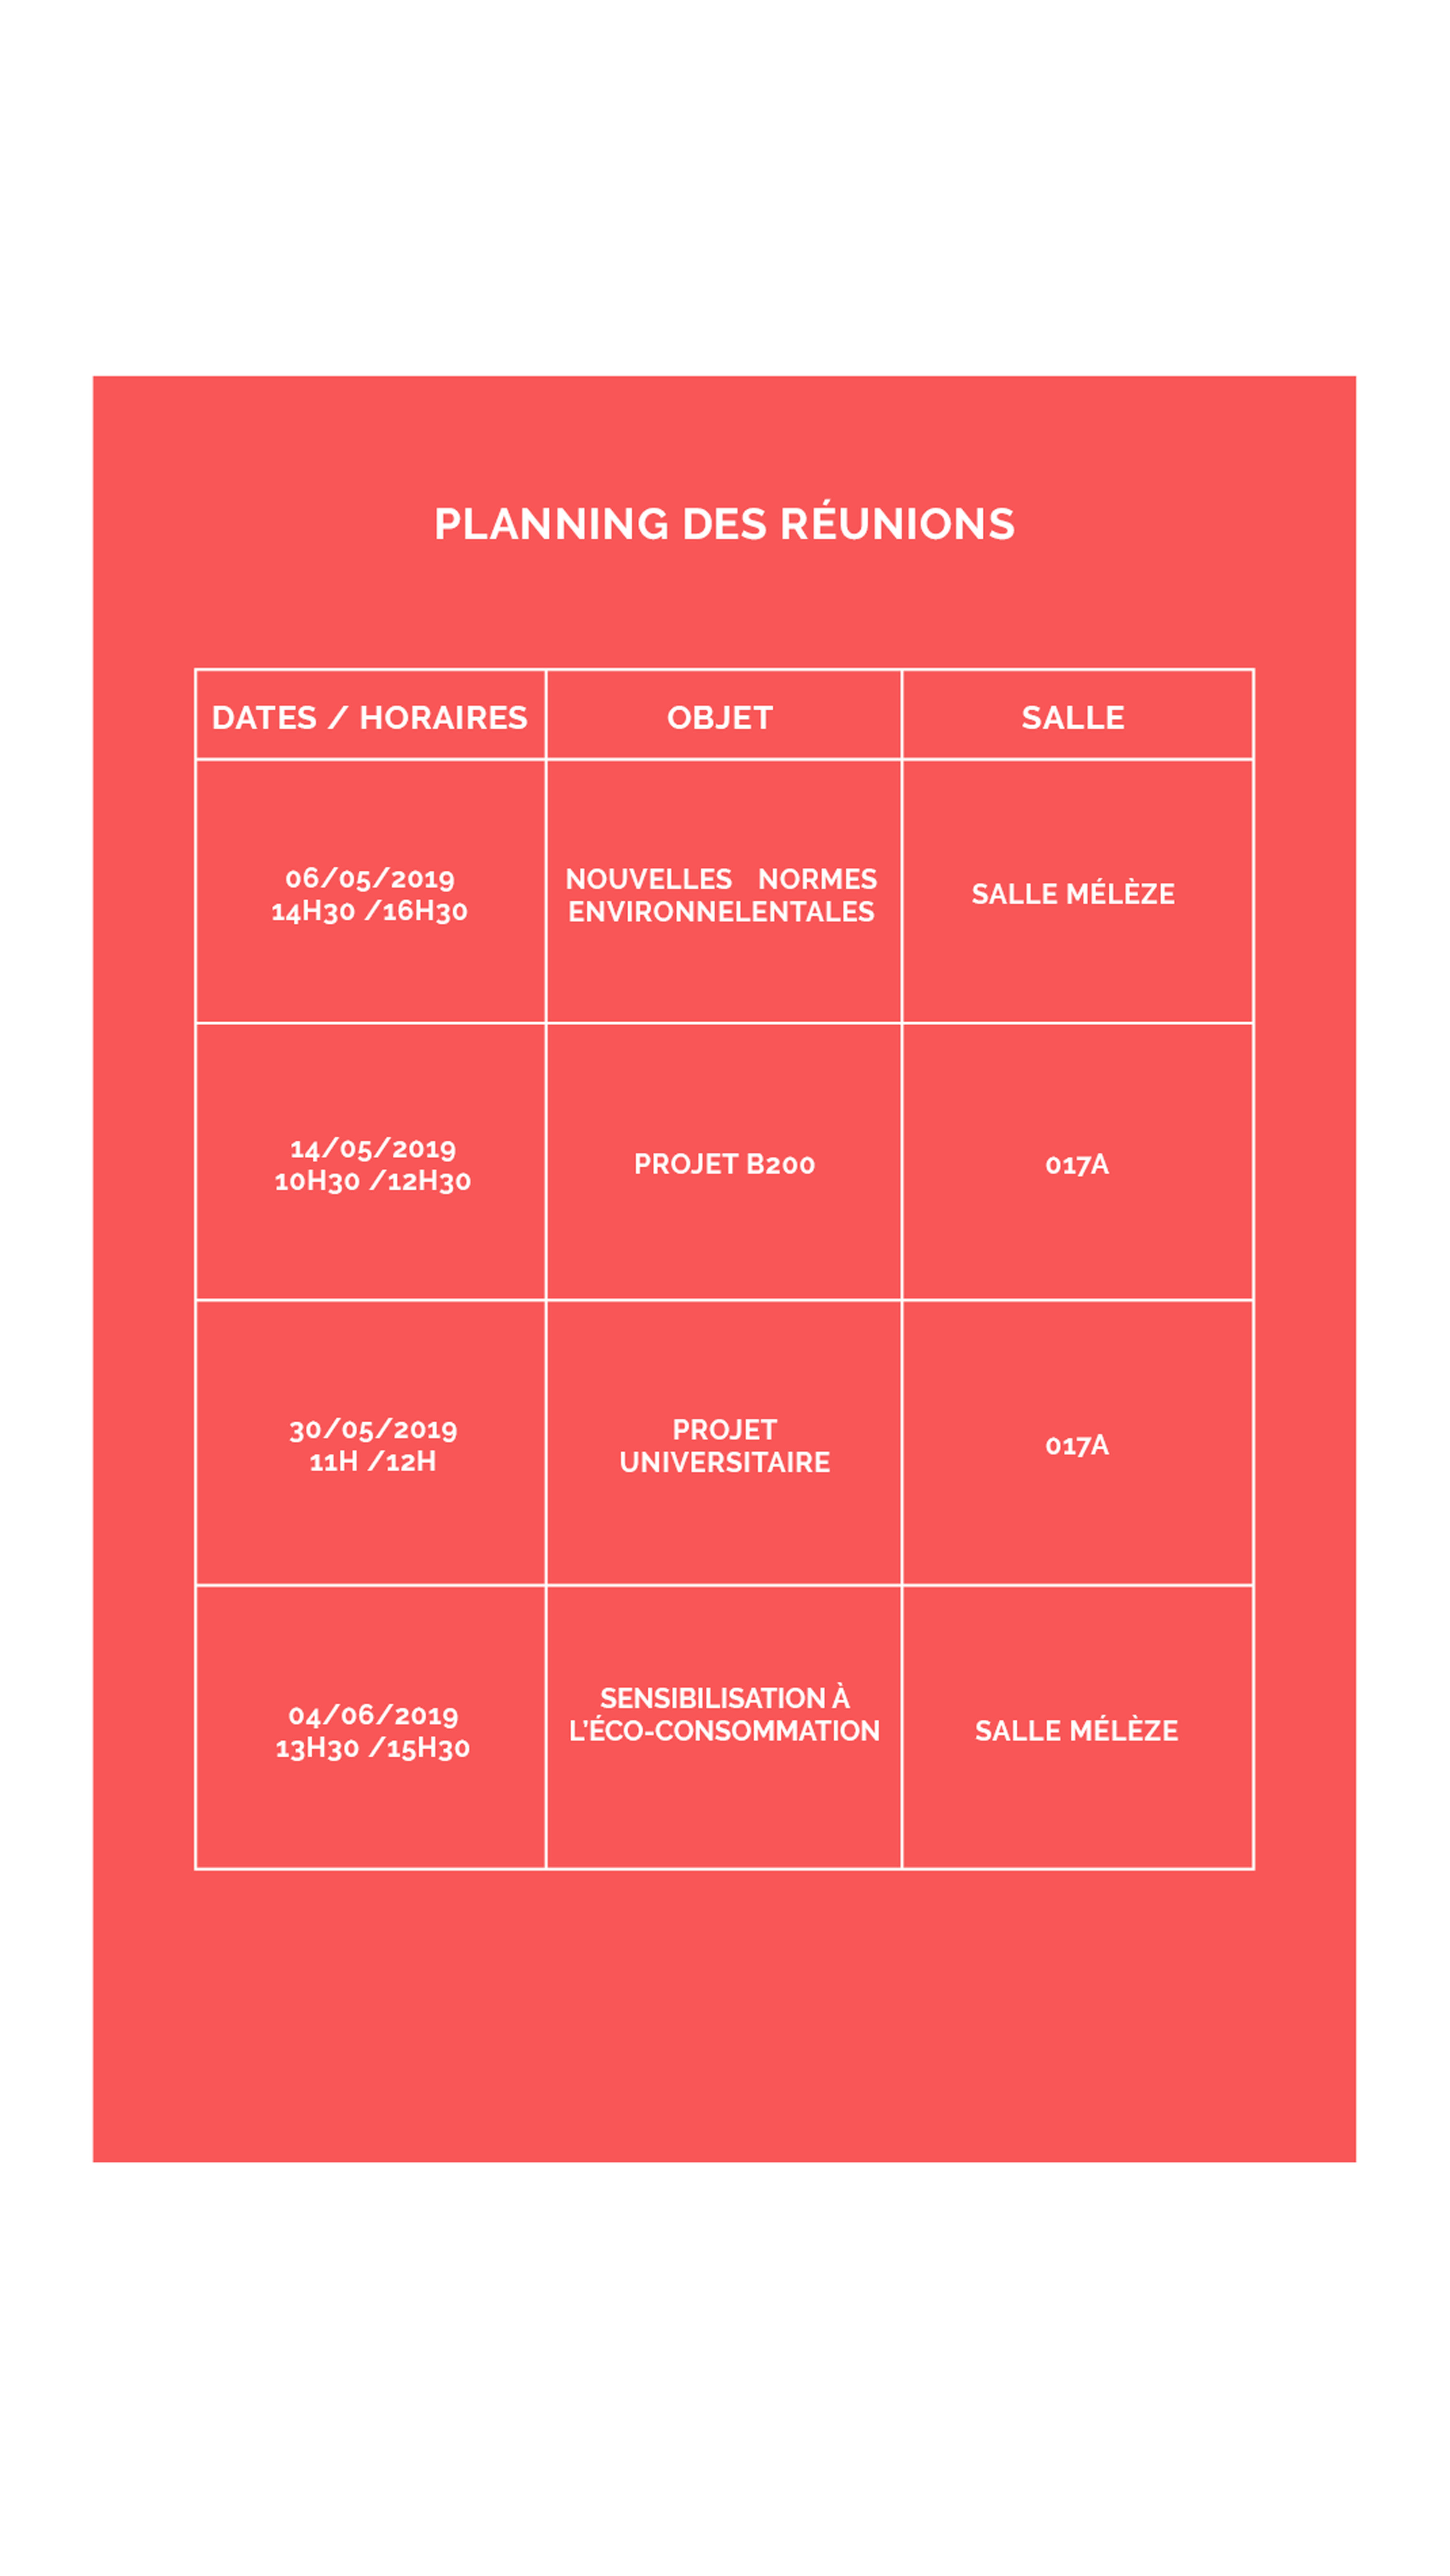 PLANNING DES RÉUNIONS
DATES / HORAIRES OBJET SALLE
06/05/2019
14H30 /16H30
NOUVELLES NORMES
ENVIRONNELENTALES
SALLE MÉLÈZE
14/05/2019
10H30 /12H30
PROJET B200
017A
30/05/2019
11H /12H
PROJET
UNIVERSITAIRE
017A
04/06/2019
13H30 /15H30
SENSIBILISATION À
L'ÉCO-CONSOMMATION
SALLE MÉLÈZE